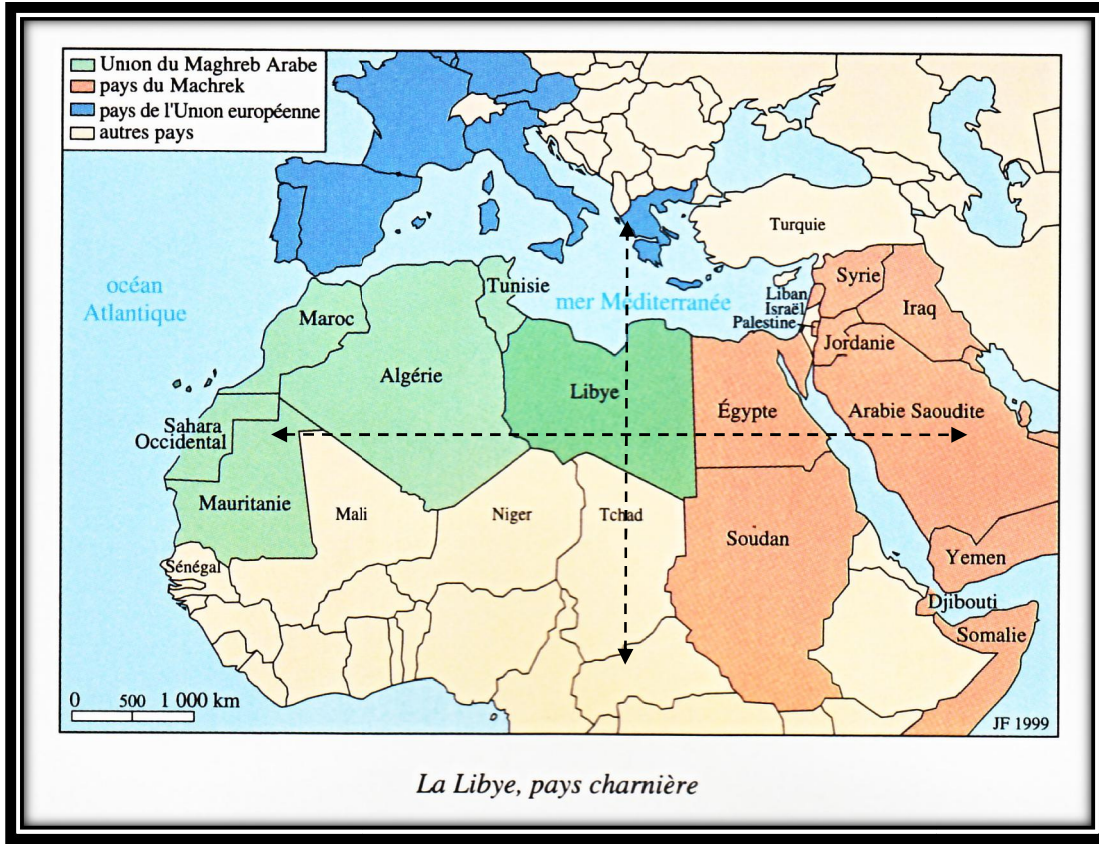 Union du Maghreb Arabe
pays du Machrek
pays de l'Union européenne
autres pays
Turquie
océan
Atlantique
Tunisie
mer Méditerranée
Liban
Israël
Palestine
Syrie
Iraq
Jordanie
Maroc
Algérie
Libye
Égypte
Arabie Saoudite
Sahara
Occidental
Mauritanie
Mali
Niger
Tchad
Soudan
Yemen
Sénégal
Djibouti
Somalie
0 500 1 000 km
JF 1999
La Libye, pays charnière